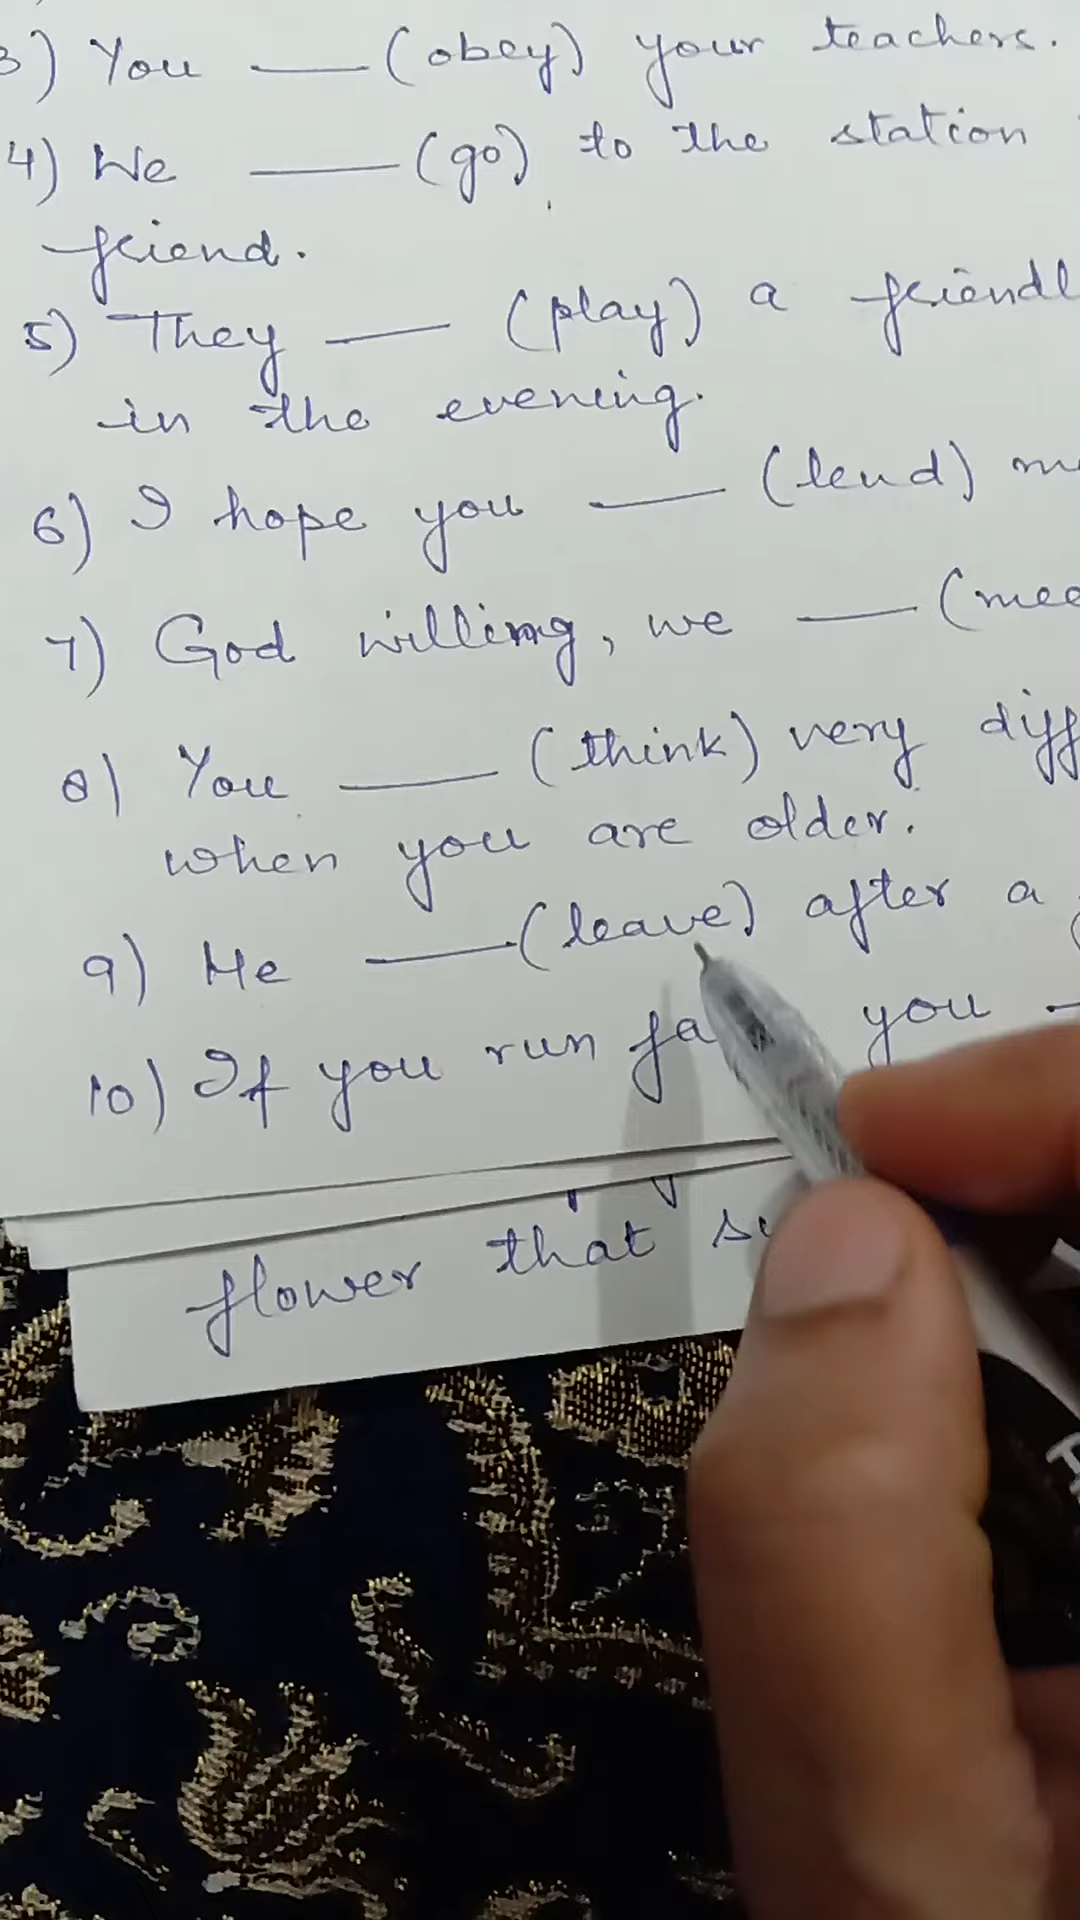 3) You ___ (obey) your teachers.
4) We ___ (go) to the station
friend.
5) They ___ (play) a friendl
in the evening.
6) I hope you ___ (lend) m
7) God willing, we ___ (mee
8) You ___ (think) very diff
when you are older.
9) He ___ (leave) after a
10) If you run fa you
flower that su